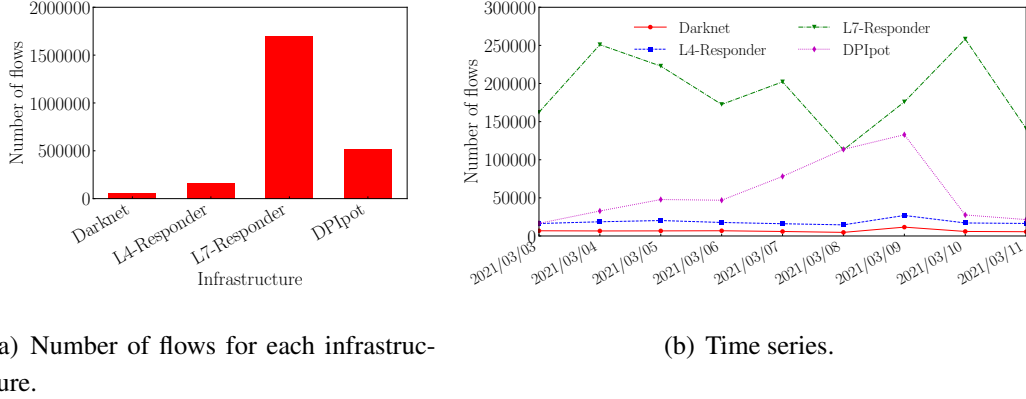 2000000
1500000
1000000
500000
0
Number of flows
Darknet
L4-Responder
L7-Responder
DPIpot
Infrastructure
a) Number of flows for each infrastruc-
ure.
300000
250000
200000
150000
100000
50000
0
Number of flows
Darknet
L4-Responder
L7-Responder
DPIpot
2021/03/03
2021/03/04
2021/03/05
2021/03/06
2021/03/07
2021/03/08
2021/03/09
2021/03/10
2021/03/11
(b) Time series.